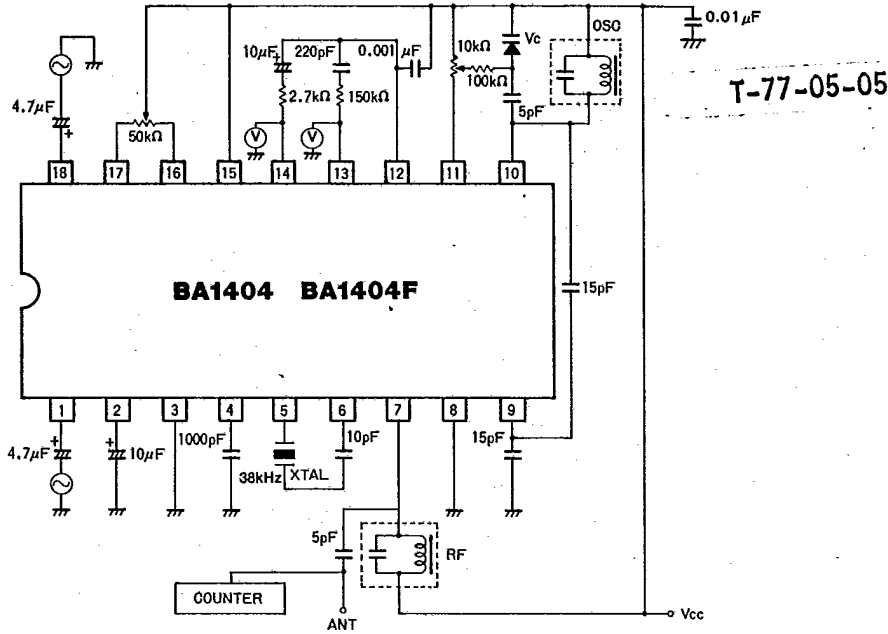 0.01 μF
OSC
10μF +
220pF
0.001 μF
10kΩ
Vc
100kΩ
5pF
T-77-05-05
4.7μF
+
50kΩ
2.7kΩ
150kΩ
V
V
18 17 16 15 14 13 12 11 10
BA1404 BA1404F
15pF
1 2 3 4 5 6 7 8 9
+
4.7μF
+
10μF
1000pF
38kHz XTAL
10pF
15pF
5pF
RF
COUNTER
ANT
Vcc